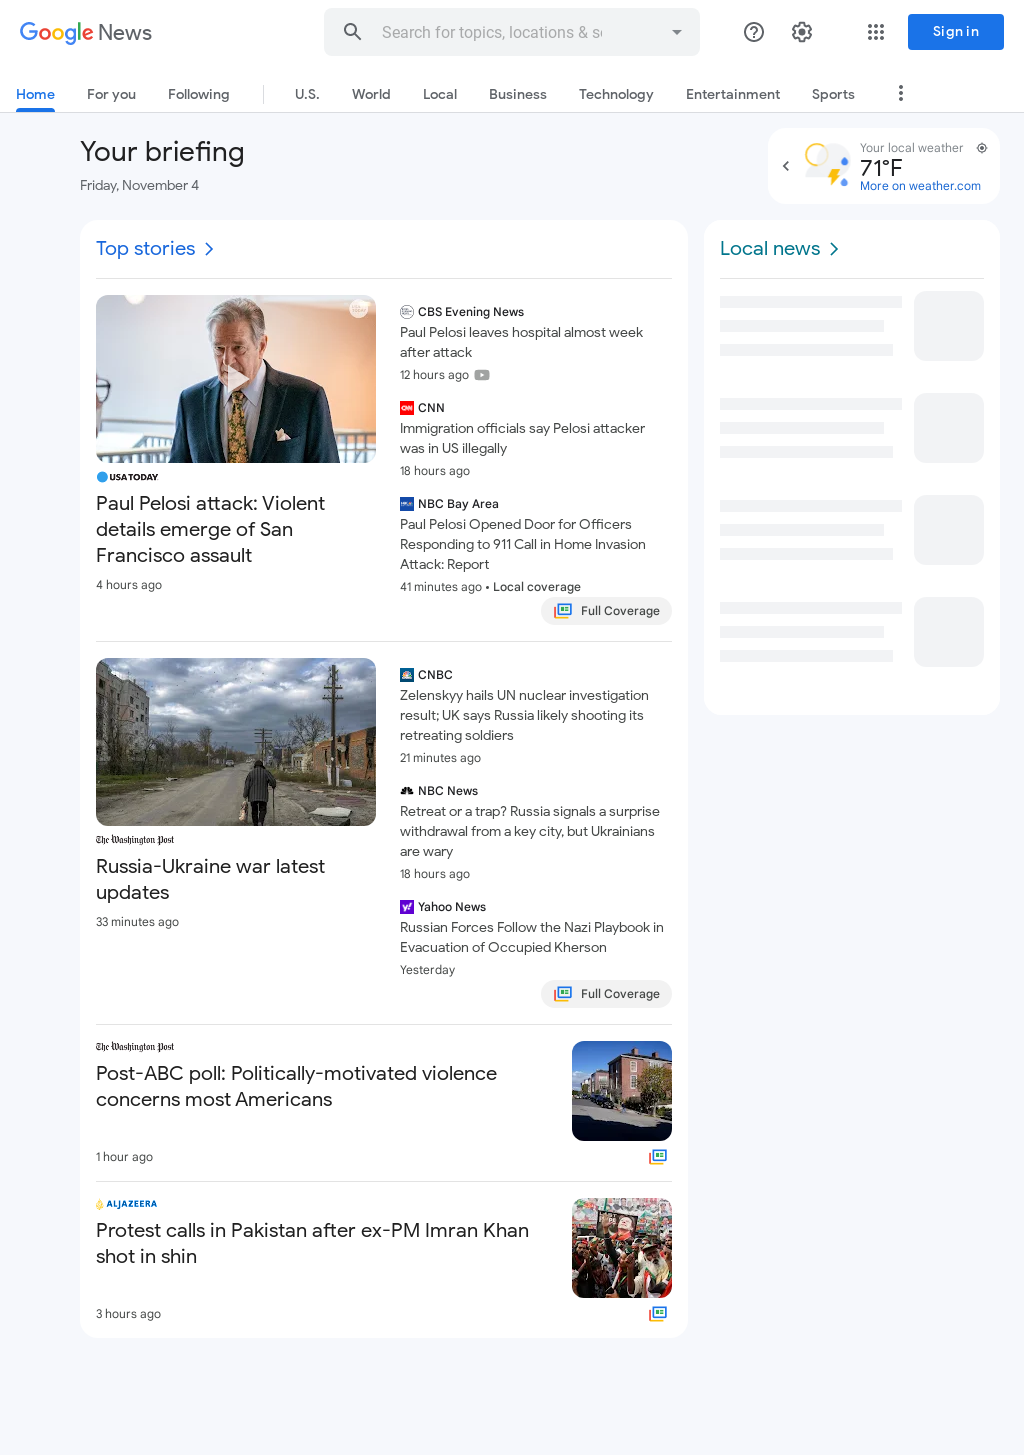 Google News
Search for topics, locations & so
Sign in
Home
For you
Following
U.S.
World
Local
Business
Technology
Entertainment
Sports
Your briefing
Friday, November 4
Your local weather
71°F
More on weather.com
Top stories
USA TODAY
Paul Pelosi attack: Violent
details emerge of San
Francisco assault
4 hours ago
CBS Evening News
Paul Pelosi leaves hospital almost week
after attack
12 hours ago
CNN
Immigration officials say Pelosi attacker
was in US illegally
18 hours ago
NBC Bay Area
Paul Pelosi Opened Door for Officers
Responding to 911 Call in Home Invasion
Attack: Report
41 minutes ago • Local coverage
Full Coverage
The Washington Post
Russia-Ukraine war latest
updates
33 minutes ago
CNBC
Zelenskyy hails UN nuclear investigation
result; UK says Russia likely shooting its
retreating soldiers
21 minutes ago
NBC News
Retreat or a trap? Russia signals a surprise
withdrawal from a key city, but Ukrainians
are wary
18 hours ago
Yahoo News
Russian Forces Follow the Nazi Playbook in
Evacuation of Occupied Kherson
Yesterday
Full Coverage
The Washington Post
Post-ABC poll: Politically-motivated violence
concerns most Americans
1 hour ago
ALJAZEERA
Protest calls in Pakistan after ex-PM Imran Khan
shot in shin
3 hours ago
Local news